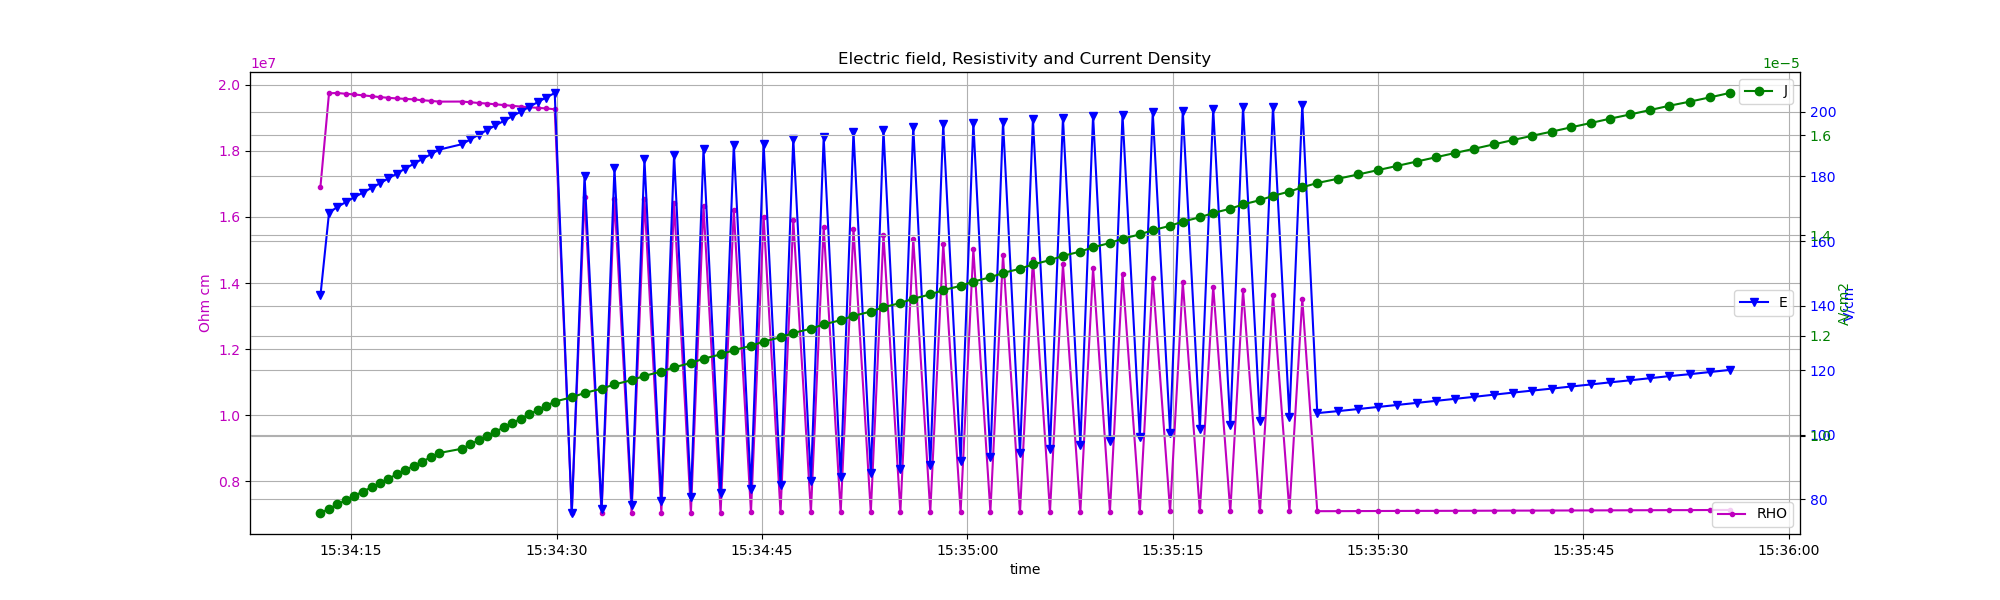 Electric field, Resistivity and Current Density
1e7
1e−5
2.0
1.8
1.6
1.4
1.2
1.0
0.8
Ohm cm
J
E
RHO
200
180
160
140
120
100
80
V/cm
1.6
1.4
1.2
1.0
A/cm2
15:34:15 15:34:30 15:34:45 15:35:00 15:35:15 15:35:30 15:35:45 15:36:00
time